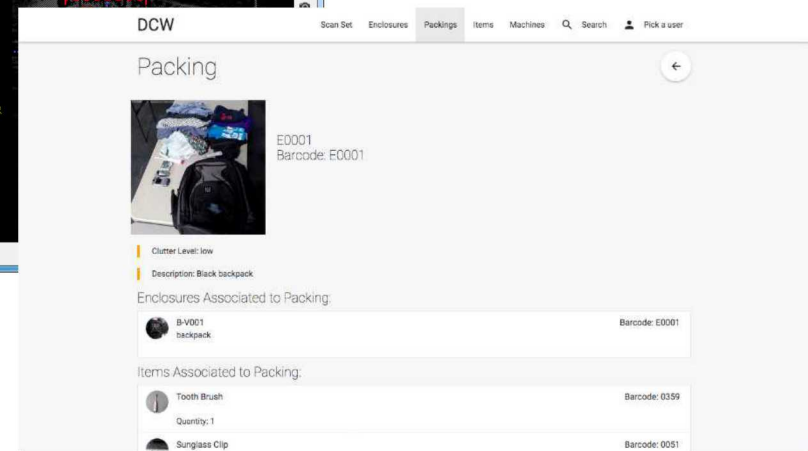 DCW
Scan Set Enclosures Packings Items Machines Search Pick a user
Packing
E0001
Barcode: E0001
Clutter Level: low
Description: Black backpack
Enclosures Associated to Packing:
B-V001 Barcode: E0001
backpack
Items Associated to Packing:
Tooth Brush Barcode: 0359
Quantity: 1
Sunglass Clip Barcode: 0051